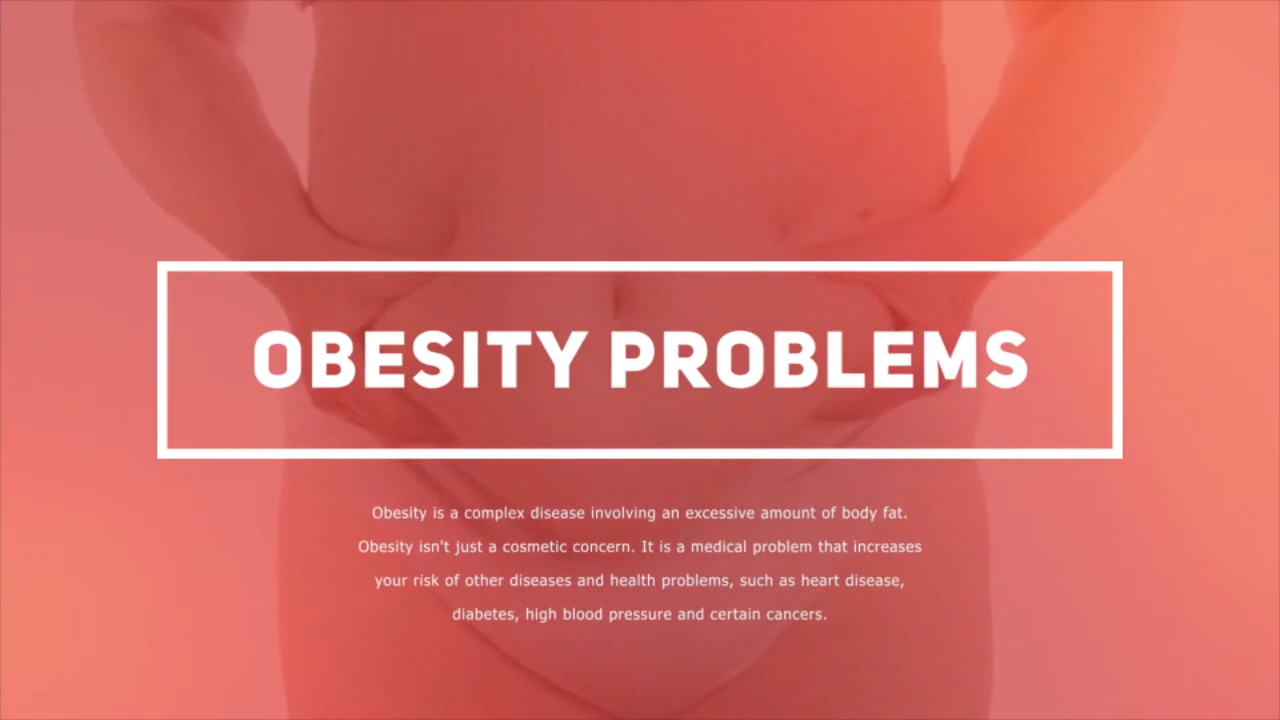 OBESITY PROBLEMS
Obesity is a complex disease involving an excessive amount of body fat.
Obesity isn't just a cosmetic concern. It is a medical problem that increases
your risk of other diseases and health problems, such as heart disease,
diabetes, high blood pressure and certain cancers.